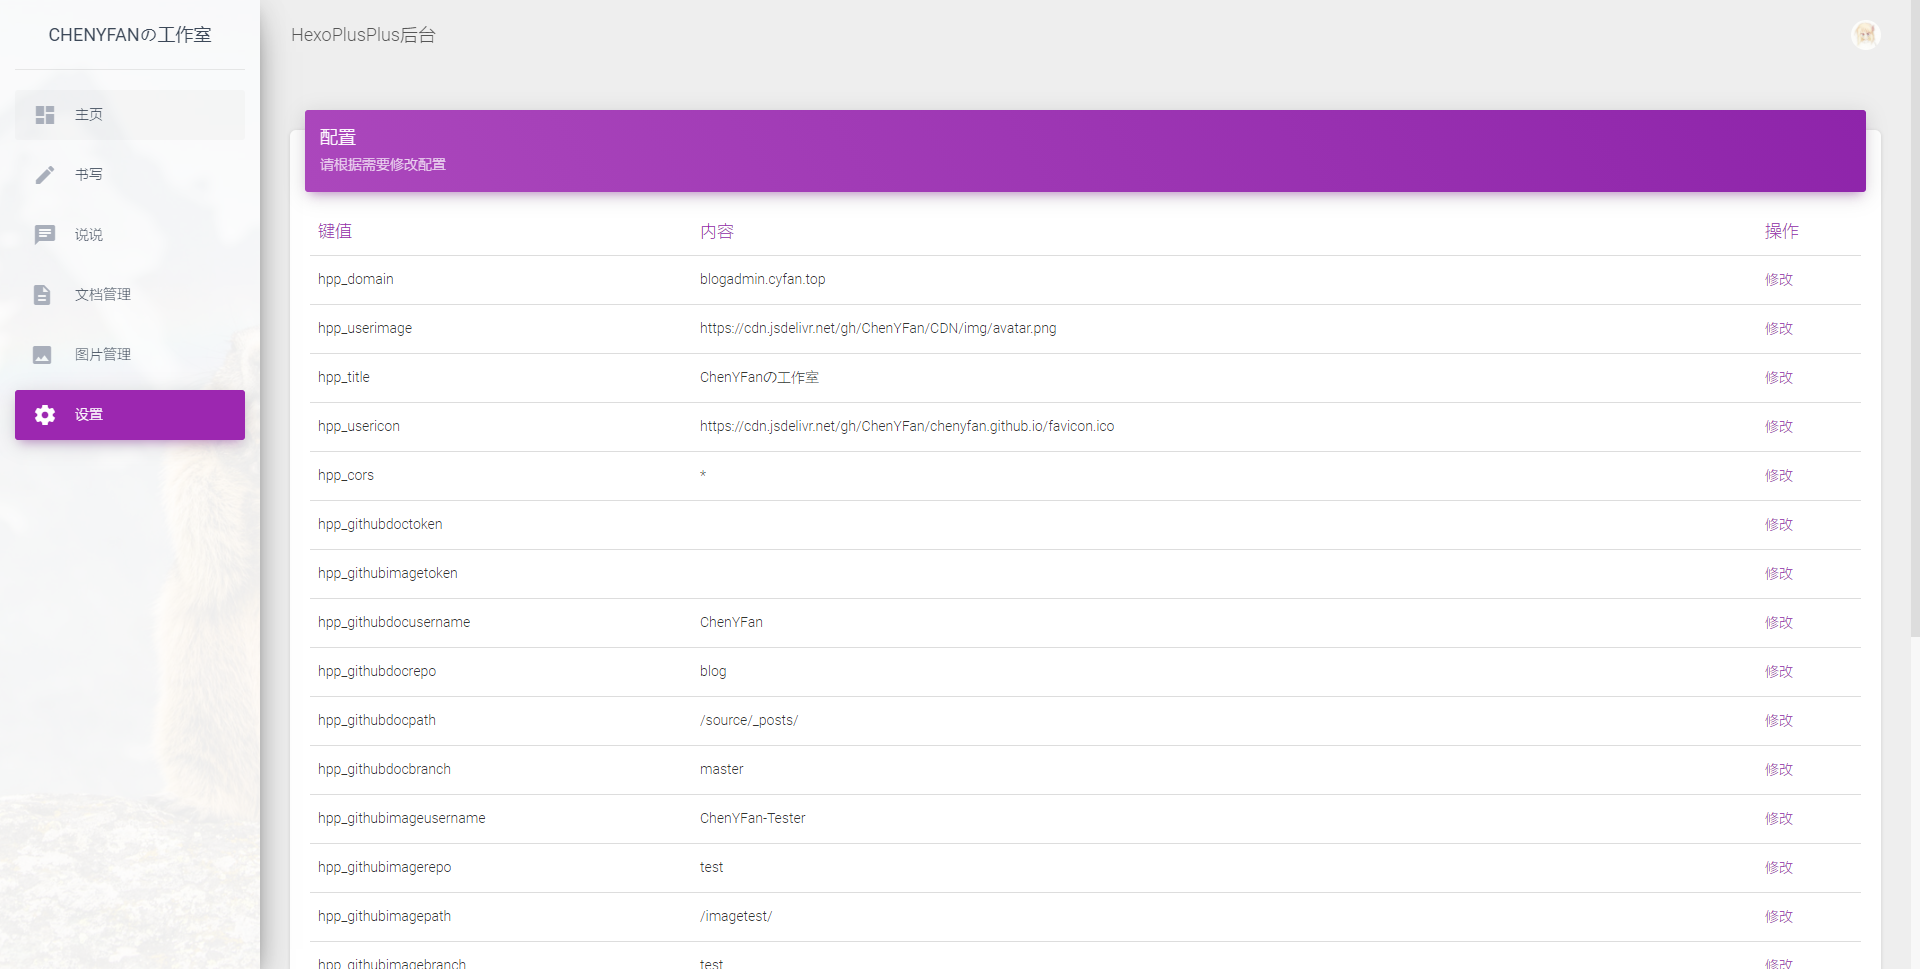 CHENYFANの工作室
主页
书写
说说
文档管理
图片管理
设置
HexoPlusPlus后台
配置
请根据需要修改配置
键值 内容 操作
hpp_domain blogadmin.cyfan.top 修改
hpp_userimage https://cdn.jsdelivr.net/gh/ChenYFan/CDN/img/avatar.png 修改
hpp_title ChenYFanの工作室 修改
hpp_usericon https://cdn.jsdelivr.net/gh/ChenYFan/chenyfan.github.io/favicon.ico 修改
hpp_cors * 修改
hpp_githubdoctoken 修改
hpp_githubimagetoken 修改
hpp_githubdocusername ChenYFan 修改
hpp_githubdocrepo blog 修改
hpp_githubdocpath /source/_posts/ 修改
hpp_githubdocbranch master 修改
hpp_githubimageusername ChenYFan-Tester 修改
hpp_githubimagerepo test 修改
hpp_githubimagepath /imagetest/ 修改
hpp_githubimagebranch test 修改